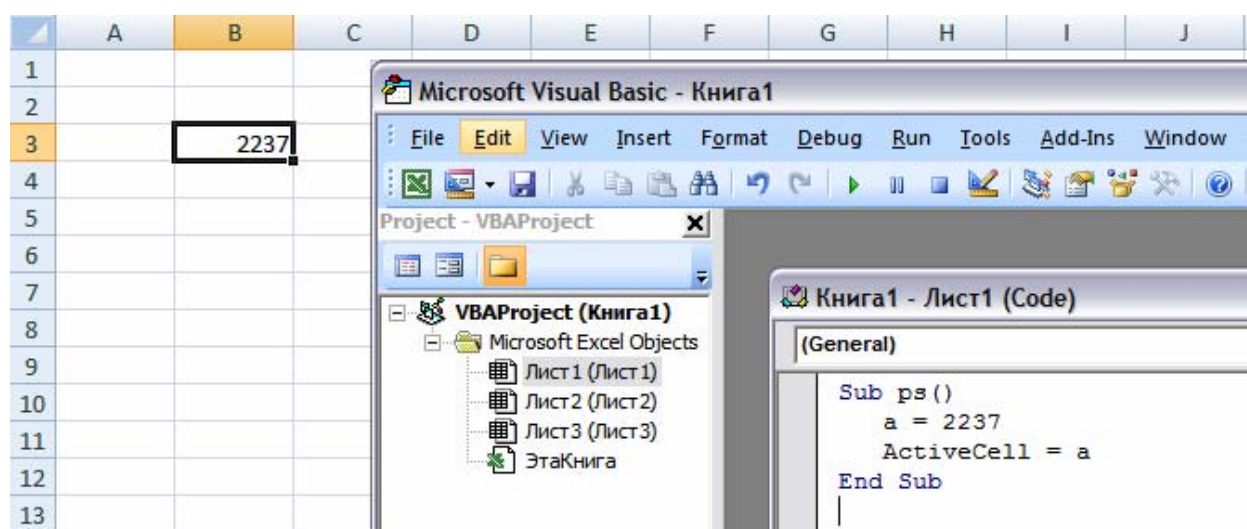 A B C D E F G H I J
1
2
3 2237
4
5
6
7
8
9
10
11
12
13
Microsoft Visual Basic - Книга1
File Edit View Insert Format Debug Run Tools Add-Ins Window
Project - VBAProject
VBAProject (Книга1)
Microsoft Excel Objects
Лист1 (Лист1)
Лист2 (Лист2)
Лист3 (Лист3)
ЭтаКнига
Книга1 - Лист1 (Code)
(General)
Sub ps()
a = 2237
ActiveCell = a
End Sub